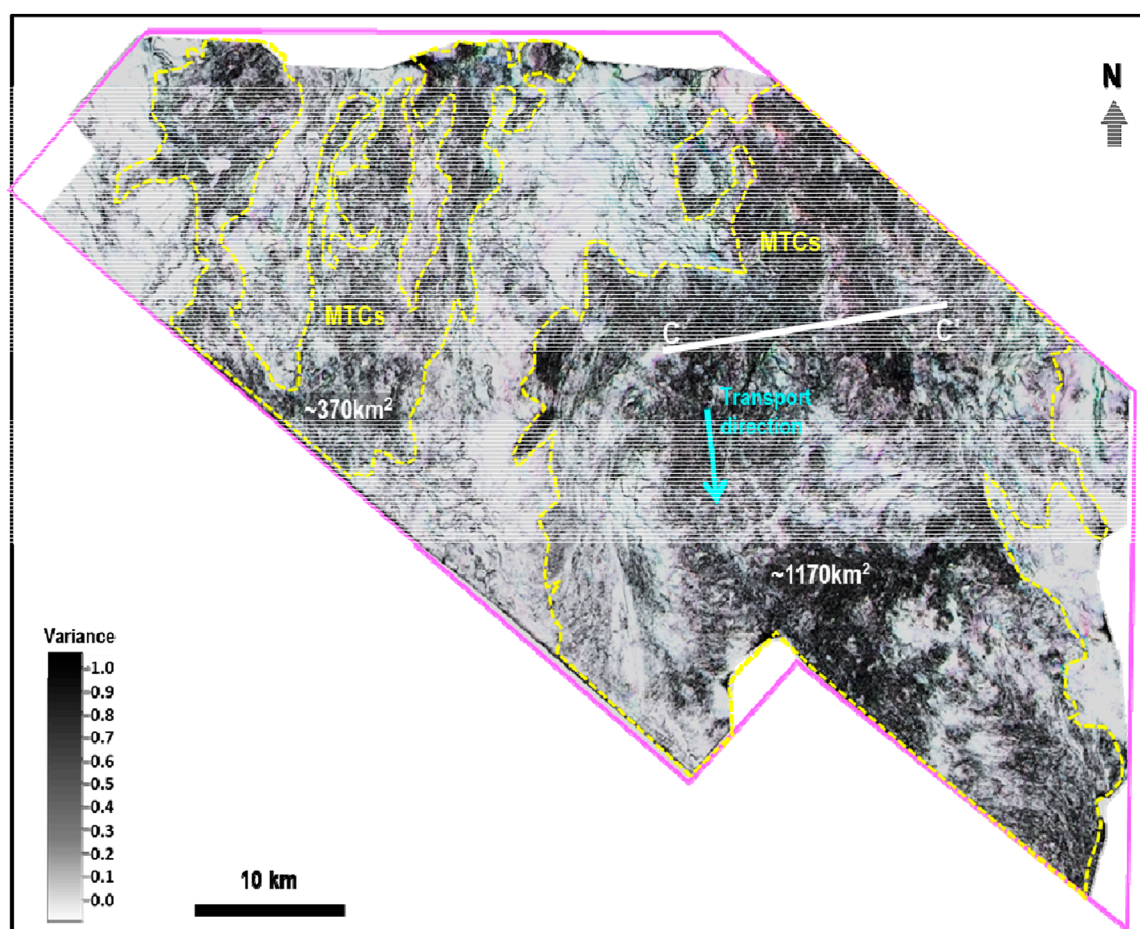 N
MTCs
MTCs
C
C'
~370km²
Transport
direction
~1170km²
Variance
1.0
0.9
0.8
0.7
0.6
0.5
0.4
0.3
0.2
0.1
0.0
10 km